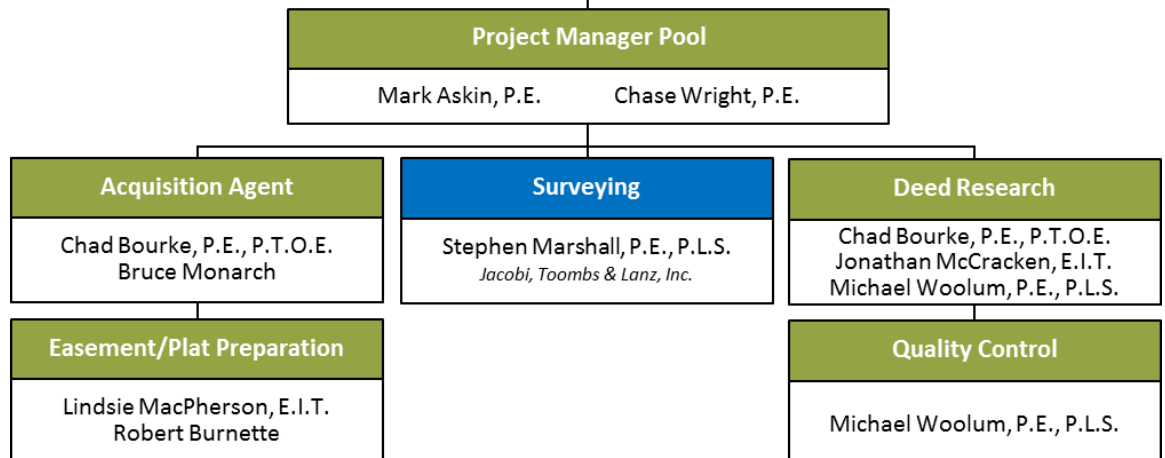 Project Manager Pool
Mark Askin, P.E. Chase Wright, P.E.
Acquisition Agent
Chad Bourke, P.E., P.T.O.E.
Bruce Monarch
Surveying
Stephen Marshall, P.E., P.L.S.
Jacobi, Toombs & Lanz, Inc.
Deed Research
Chad Bourke, P.E., P.T.O.E.
Jonathan McCracken, E.I.T.
Michael Woolum, P.E., P.L.S.
Easement/Plat Preparation
Lindsie MacPherson, E.I.T.
Robert Burnette
Quality Control
Michael Woolum, P.E., P.L.S.